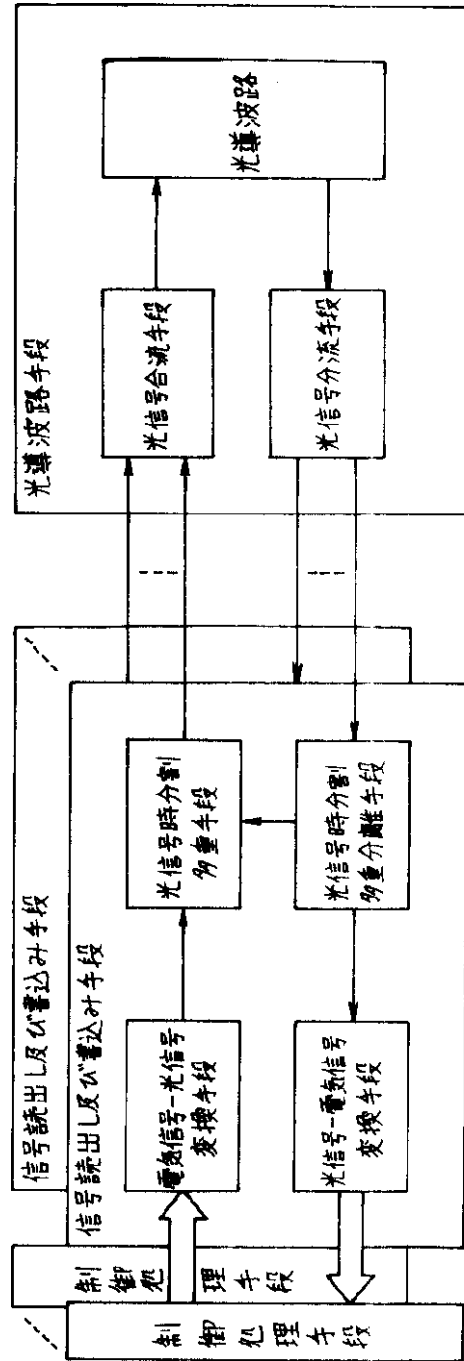 制御処理手段
制御処理手段
信号読出し及び書込み手段
信号読出し及び書込み手段
電気信号-光信号
変換手段
光信号時分割
多重手段
光信号-電気信号
変換手段
光信号時分割
多重分離手段
光導波路手段
光信号合流手段
光信号分流手段
光導波路